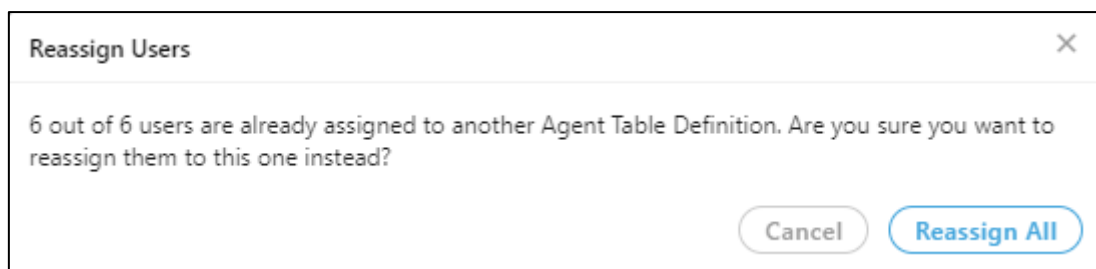 Reassign Users
6 out of 6 users are already assigned to another Agent Table Definition. Are you sure you want to
reassign them to this one instead?
Cancel
Reassign All